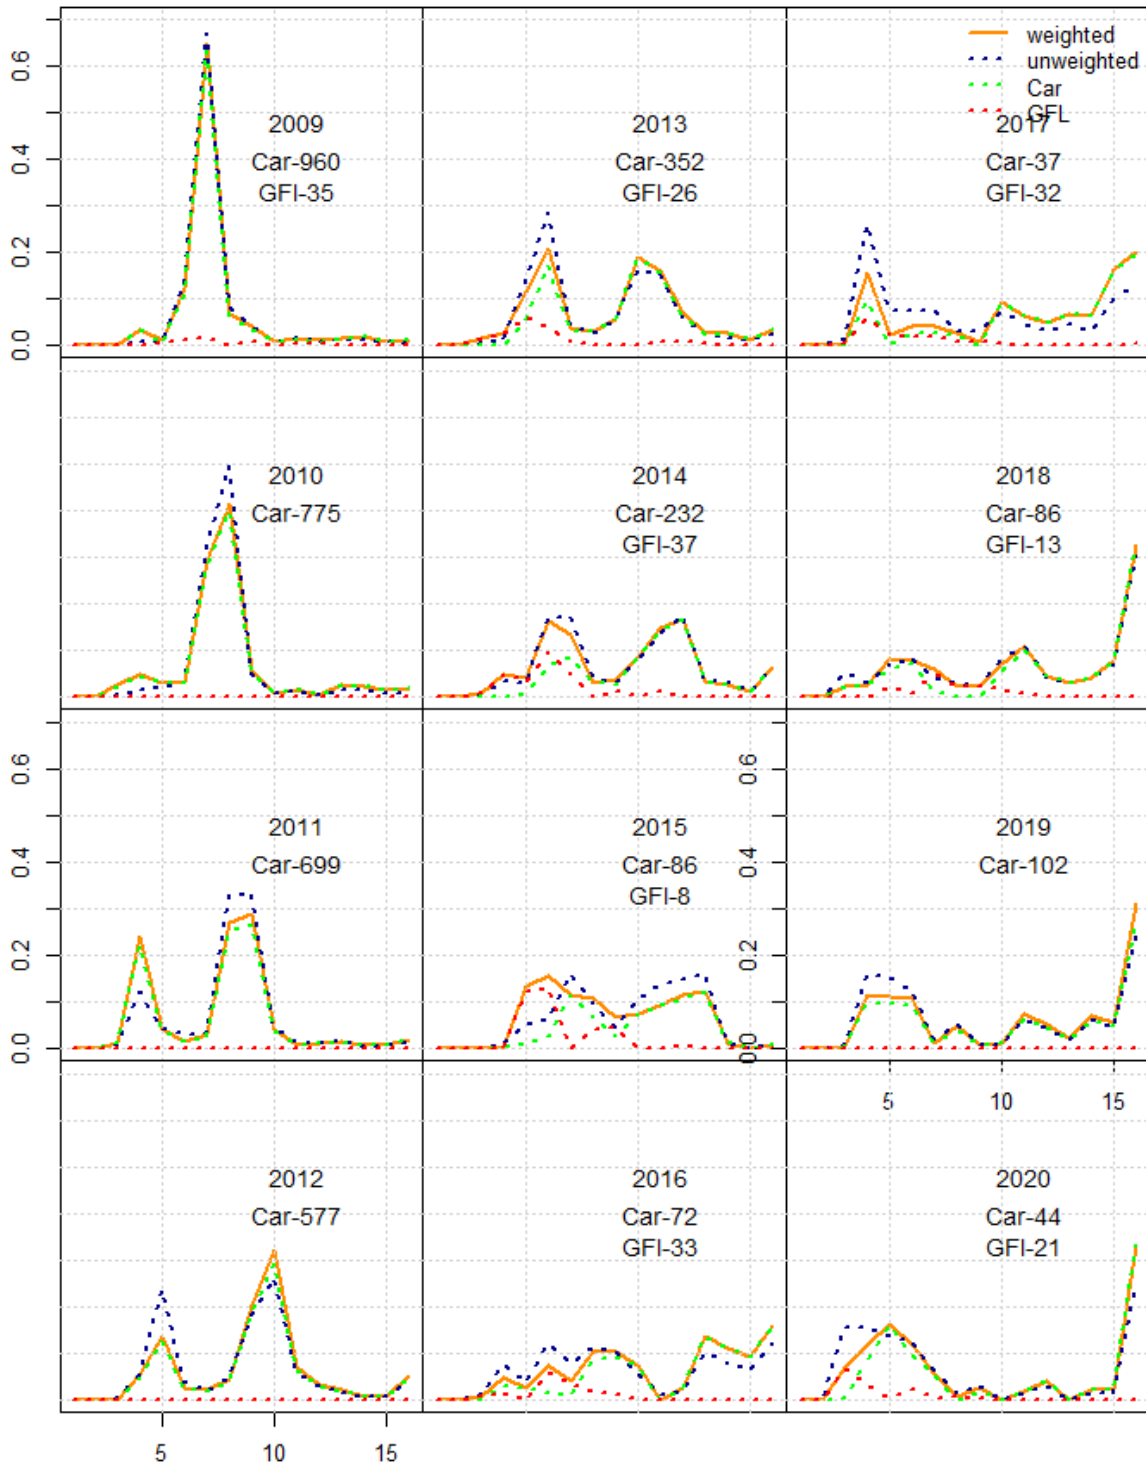 weighted
unweighted
Car
GFL
0.6
0.4
0.2
0.0
2009
Car-960
GFI-35
2013
Car-352
GFI-26
2017
Car-37
GFI-32
2010
Car-775
2014
Car-232
GFI-37
2018
Car-86
GFI-13
0.6
0.4
0.2
0.0
2011
Car-699
2015
Car-86
GFI-8
0.6
0.4
0.2
0.0
2019
Car-102
5 10 15
2012
Car-577
2016
Car-72
GFI-33
2020
Car-44
GFI-21
5 10 15